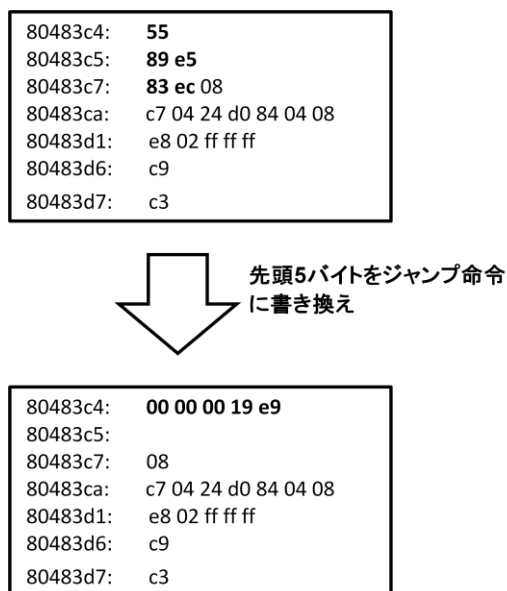 80483c4: 55
80483c5: 89 e5
80483c7: 83 ec 08
80483ca: c7 04 24 d0 84 04 08
80483d1: e8 02 ff ff ff
80483d6: c9
80483d7: c3
先頭5バイトをジャンプ命令
に書き換え
80483c4: 00 00 00 19 e9
80483c5:
80483c7: 08
80483ca: c7 04 24 d0 84 04 08
80483d1: e8 02 ff ff ff
80483d6: c9
80483d7: c3